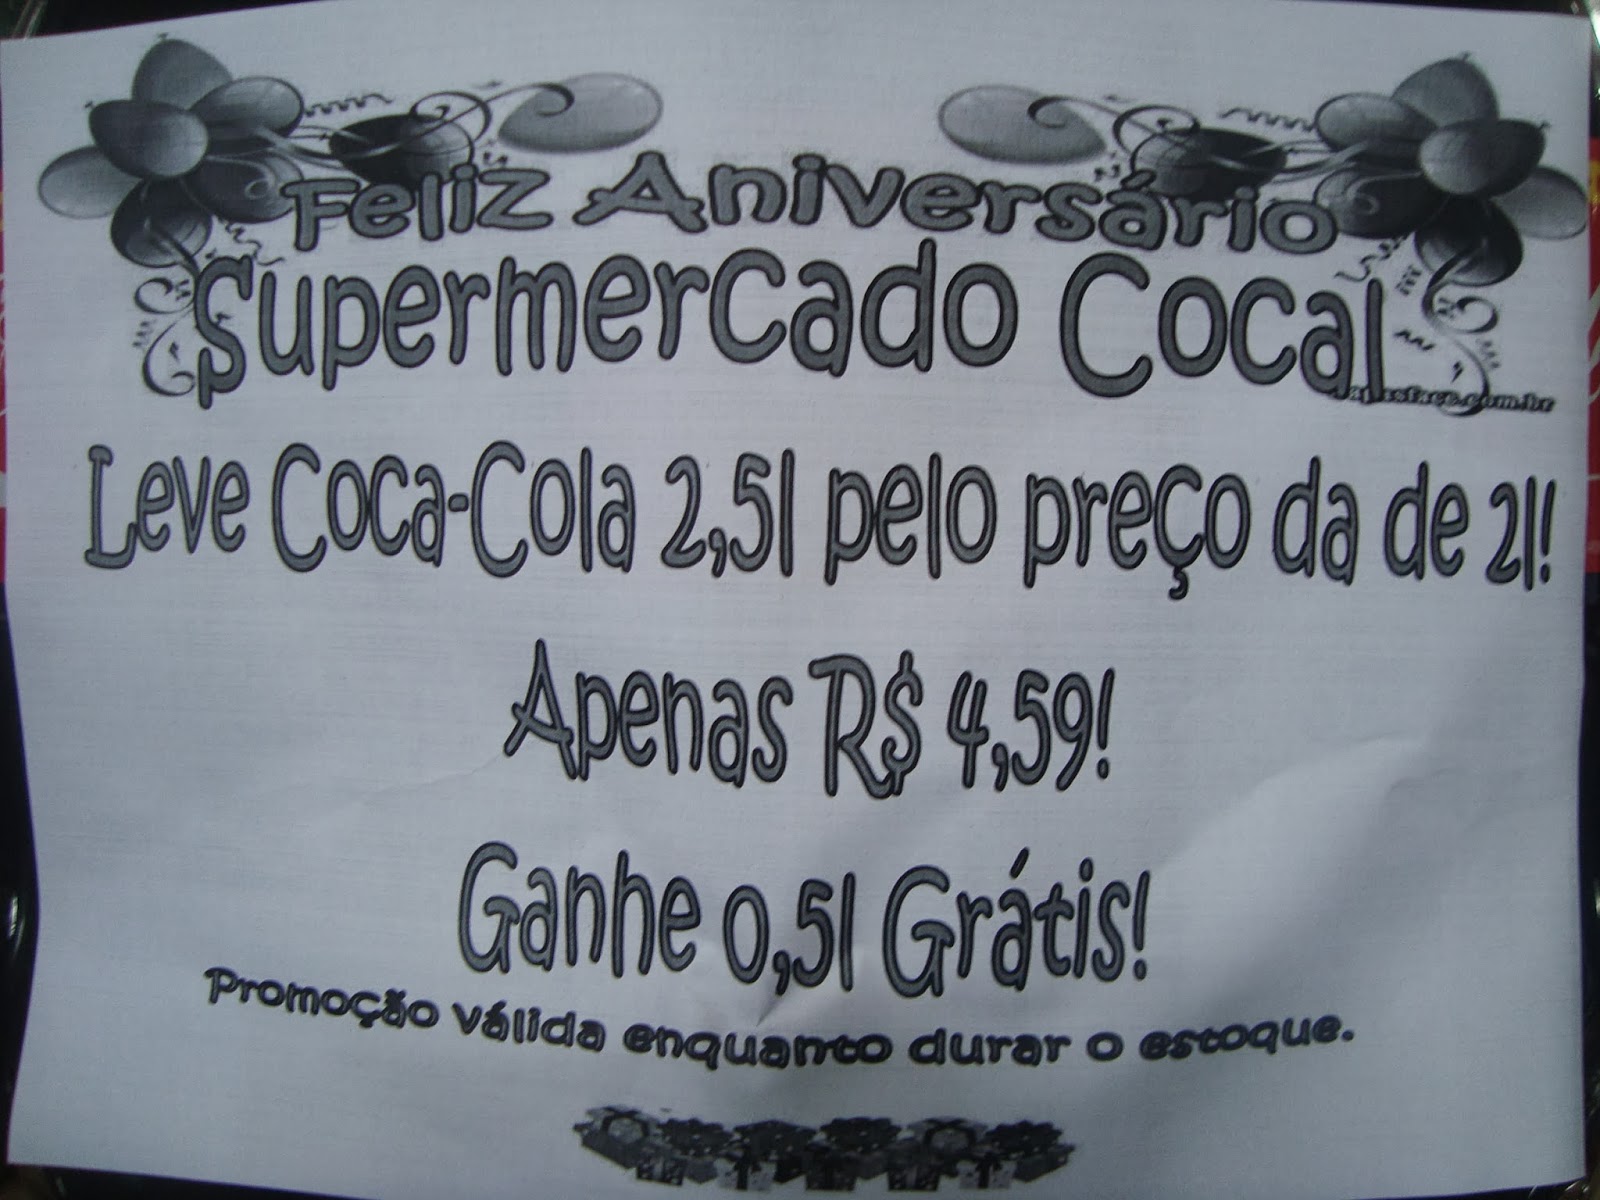 Feliz Aniversário
Supermercado Cocal
Leve Coca-Cola 2,5l pelo preço da de 2l!
Apenas R$ 4,59!
Ganhe 0,5l Grátis!
Promoção válida enquanto durar o estoque.